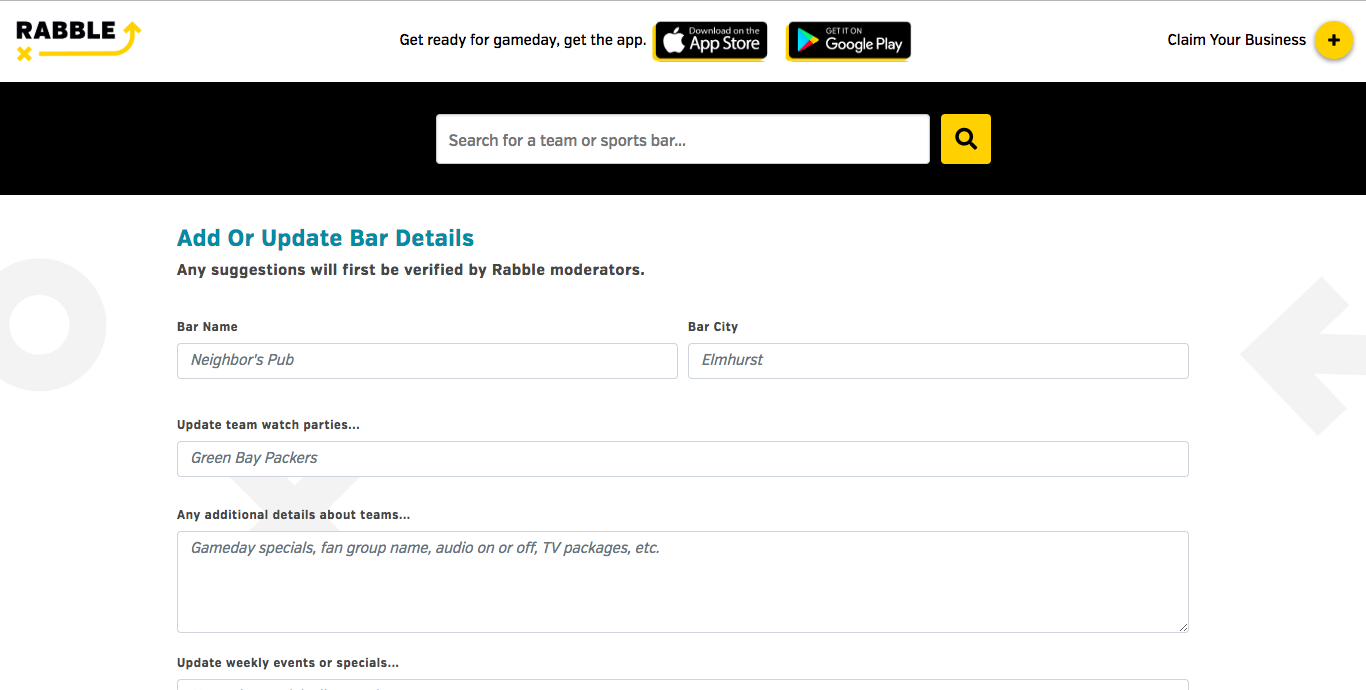 RABBLE
Get ready for gameday, get the app.
Download on the
App Store
GET IT ON
Google Play
Claim Your Business
Search for a team or sports bar...
Add Or Update Bar Details
Any suggestions will first be verified by Rabble moderators.
Bar Name
Bar City
Neighbor's Pub
Elmhurst
Update team watch parties...
Green Bay Packers
Any additional details about teams...
Gameday specials, fan group name, audio on or off, TV packages, etc.
Update weekly events or specials...